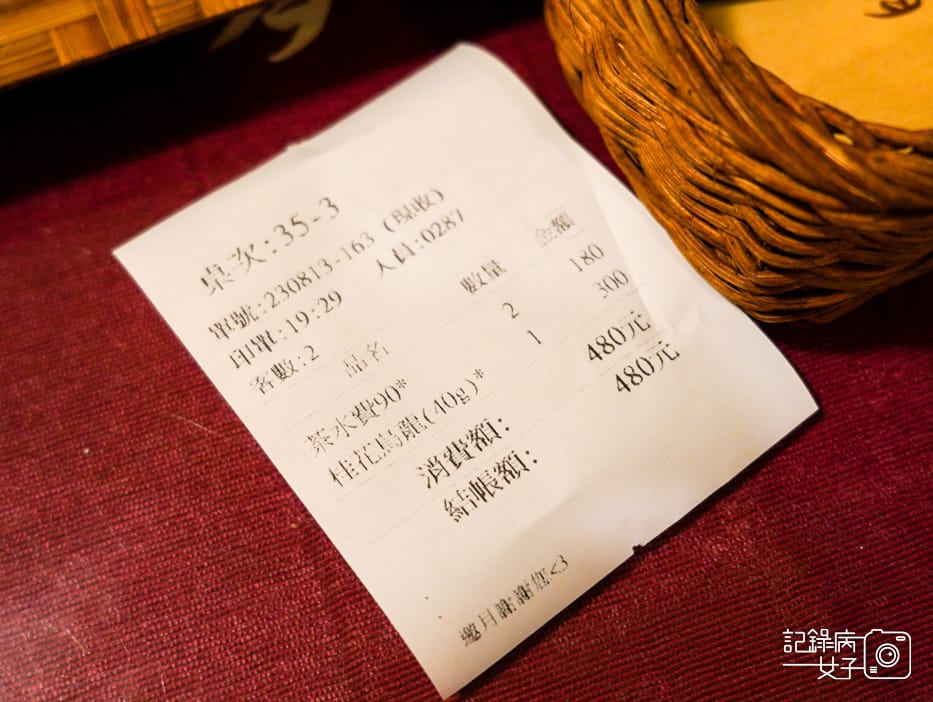 桌次:35-3
單號:230813-163 (現收)
印單:19:29 人員:0287
客數:2
品名 數量 金額
茶水費90* 2 180
桂花烏龍(40g)* 1 300
消費額: 480元
結帳額: 480元
邀月謝謝您<3
記錄病
女子